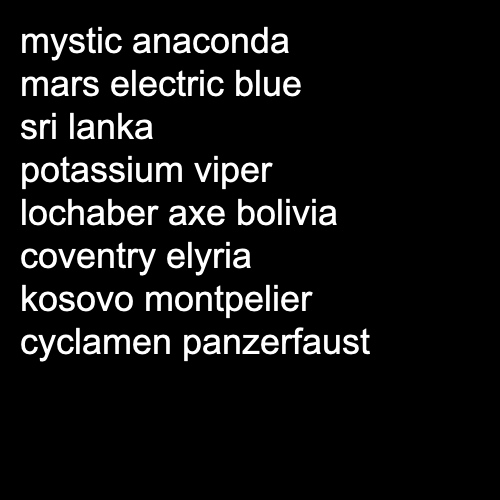 mystic anaconda
mars electric blue
sri lanka
potassium viper
lochaber axe bolivia
coventry elyria
kosovo montpelier
cyclamen panzerfaust